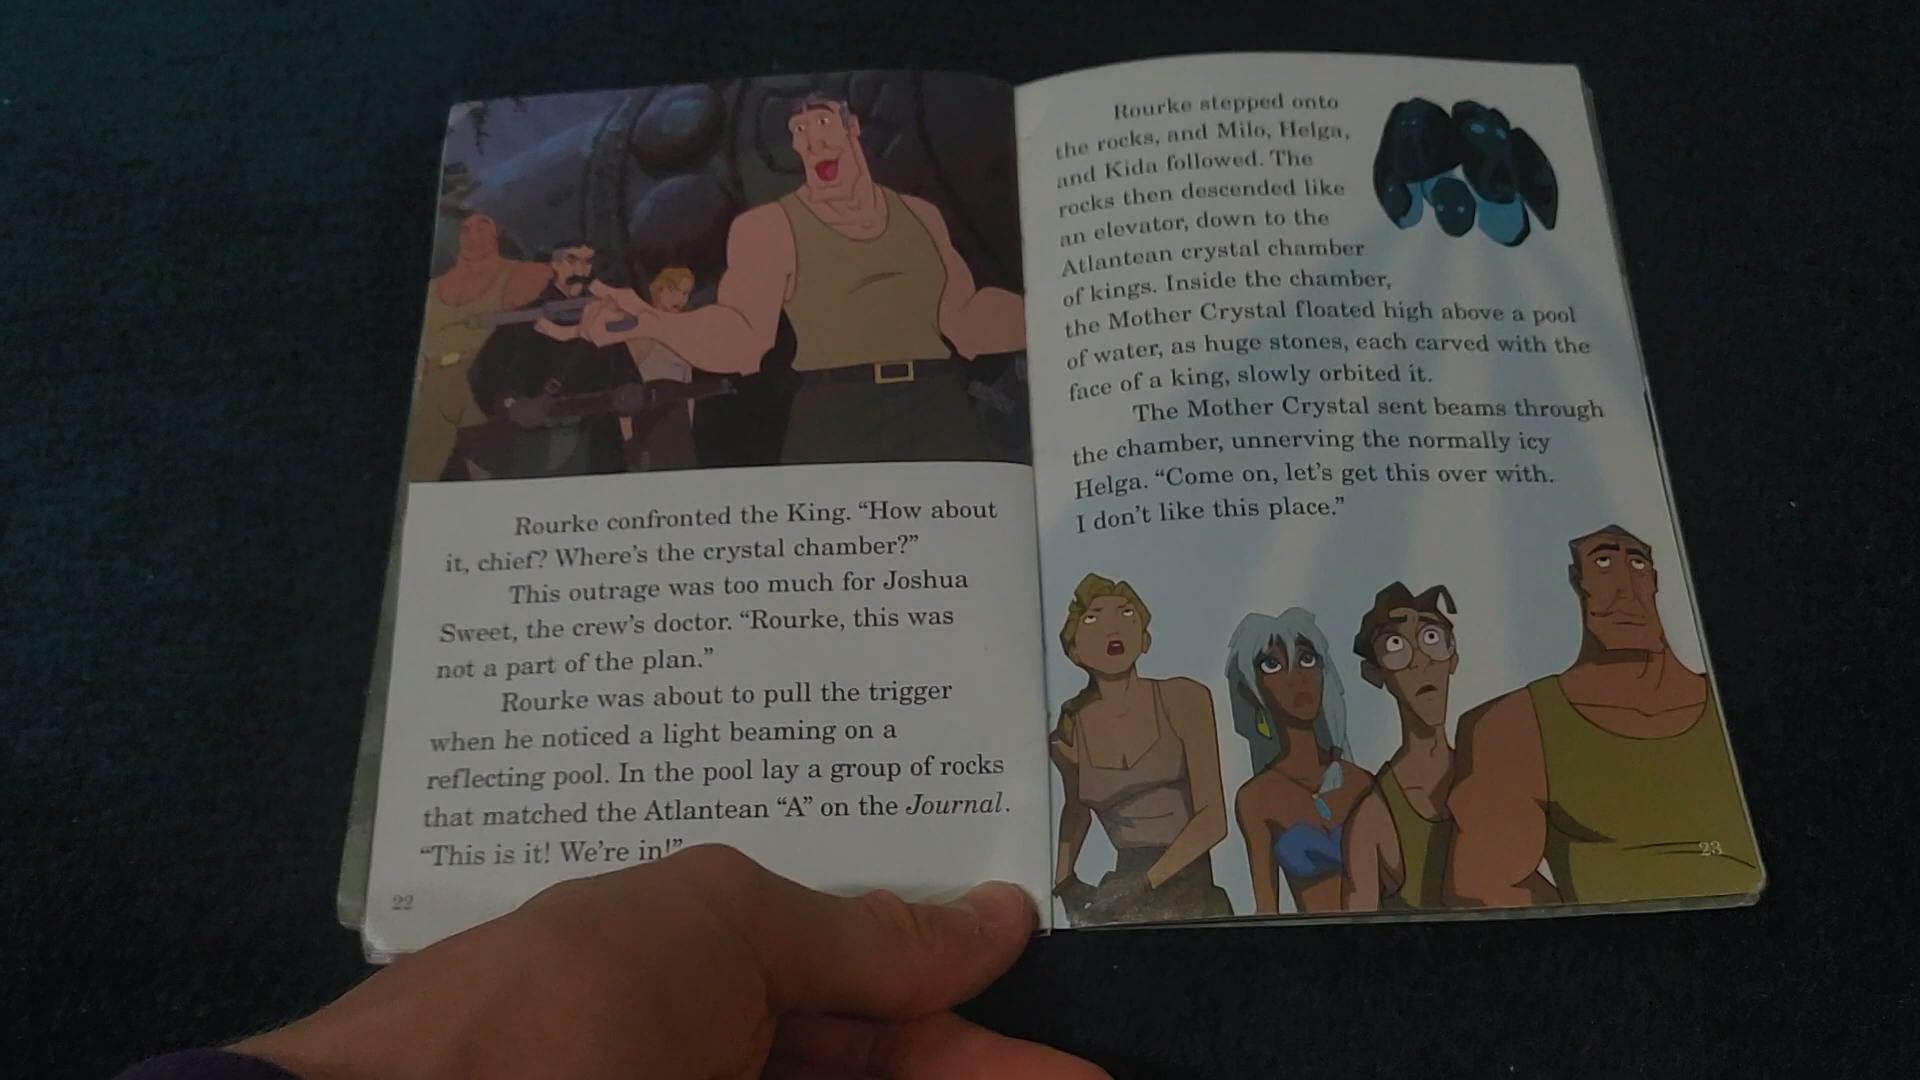 Rourke confronted the King. “How about
it, chief? Where’s the crystal chamber?”
This outrage was too much for Joshua
Sweet, the crew’s doctor. “Rourke, this was
not a part of the plan.”
Rourke was about to pull the trigger
when he noticed a light beaming on a
reflecting pool. In the pool lay a group of rocks
that matched the Atlantean “A” on the Journal.
“This is it! We’re in!”
22
Rourke stepped onto
the rocks, and Milo, Helga,
and Kida followed. The
rocks then descended like
an elevator, down to the
Atlantean crystal chamber
of kings. Inside the chamber,
the Mother Crystal floated high above a pool
of water, as huge stones, each carved with the
face of a king, slowly orbited it.
The Mother Crystal sent beams through
the chamber, unnerving the normally icy
Helga. “Come on, let’s get this over with.
I don’t like this place.”
23